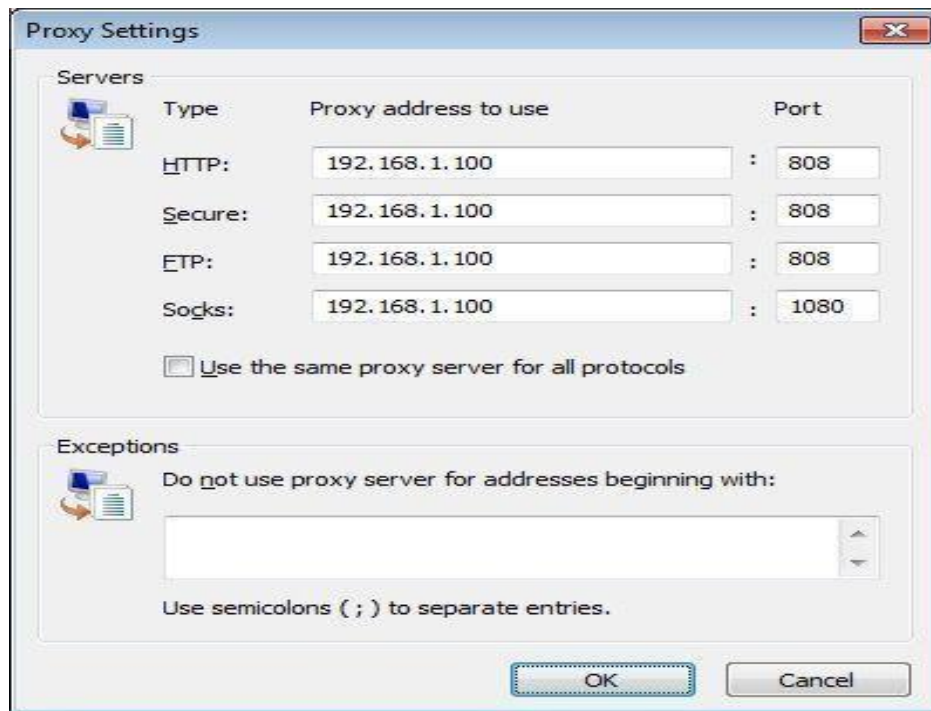 Proxy Settings
Servers
Type Proxy address to use Port
HTTP: 192.168.1.100 : 808
Secure: 192.168.1.100 : 808
FTP: 192.168.1.100 : 808
Socks: 192.168.1.100 : 1080
Use the same proxy server for all protocols
Exceptions
Do not use proxy server for addresses beginning with:
Use semicolons ( ; ) to separate entries.
OK Cancel